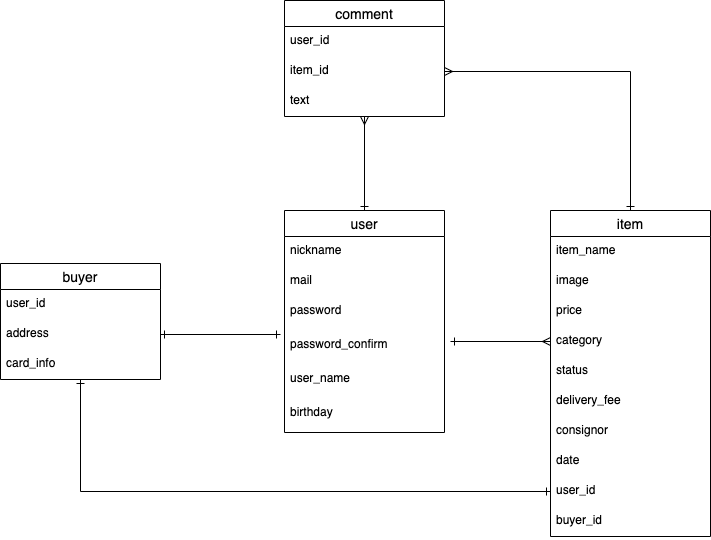 comment
user_id
item_id
text
user
nickname
mail
password
password_confirm
user_name
birthday
item
item_name
image
price
category
status
delivery_fee
consignor
date
user_id
buyer_id
buyer
user_id
address
card_info